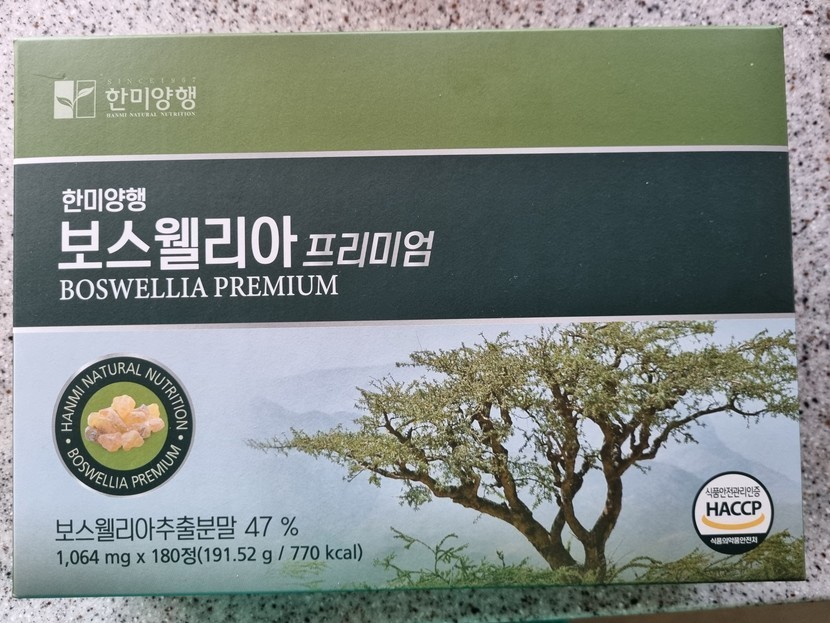 SINCE 1997
한미양행
HANMI NATURAL NUTRITION
한미양행
보스웰리아 프리미엄
BOSWELLIA PREMIUM
HANMI NATURAL NUTRITION
BOSWELLIA PREMIUM
보스웰리아추출분말 47 %
1,064 mg x 180정(191.52 g / 770 kcal)
식품안전관리인증
HACCP
식품의약품안전처